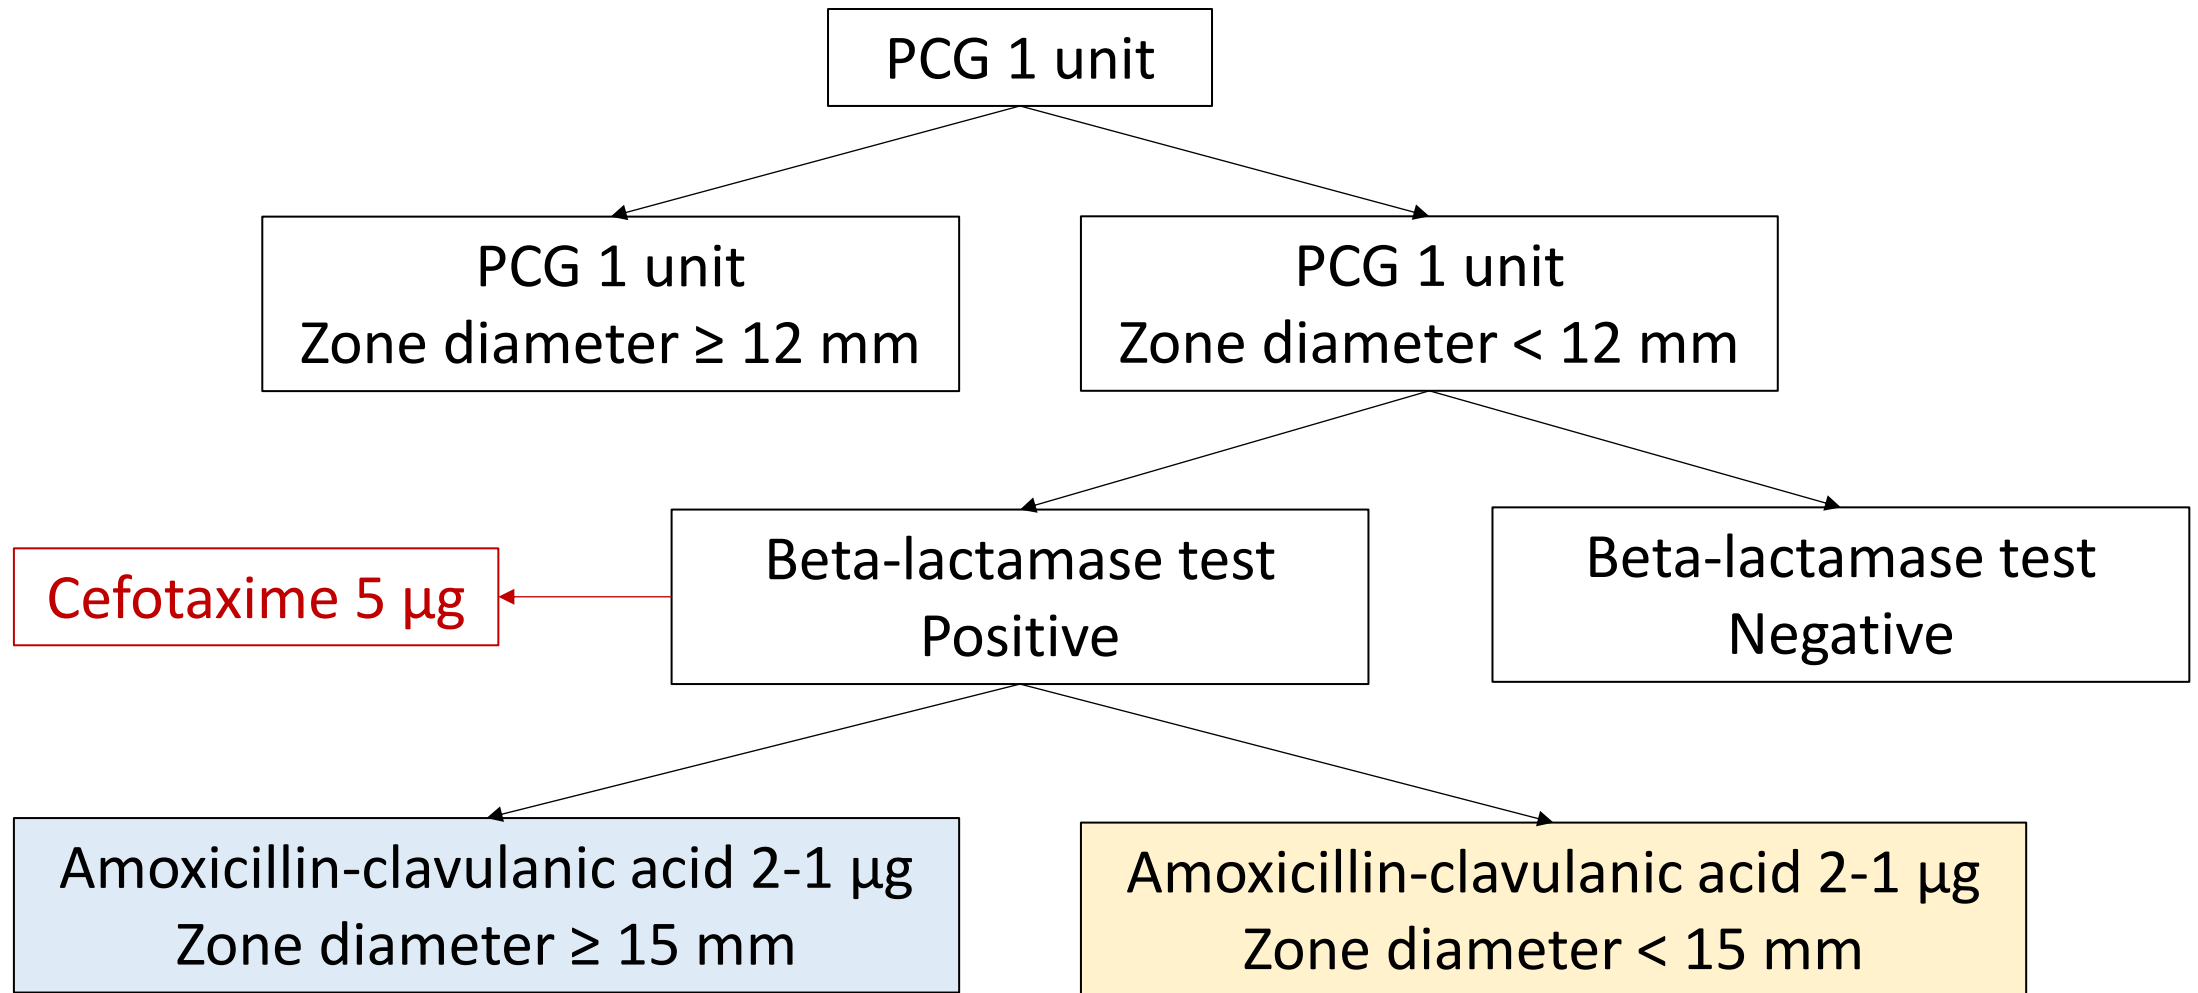 PCG 1 unit
PCG 1 unit
Zone diameter ≥ 12 mm
PCG 1 unit
Zone diameter < 12 mm
Cefotaxime 5 µg
Beta-lactamase test
Positive
Beta-lactamase test
Negative
Amoxicillin-clavulanic acid 2-1 µg
Zone diameter ≥ 15 mm
Amoxicillin-clavulanic acid 2-1 µg
Zone diameter < 15 mm